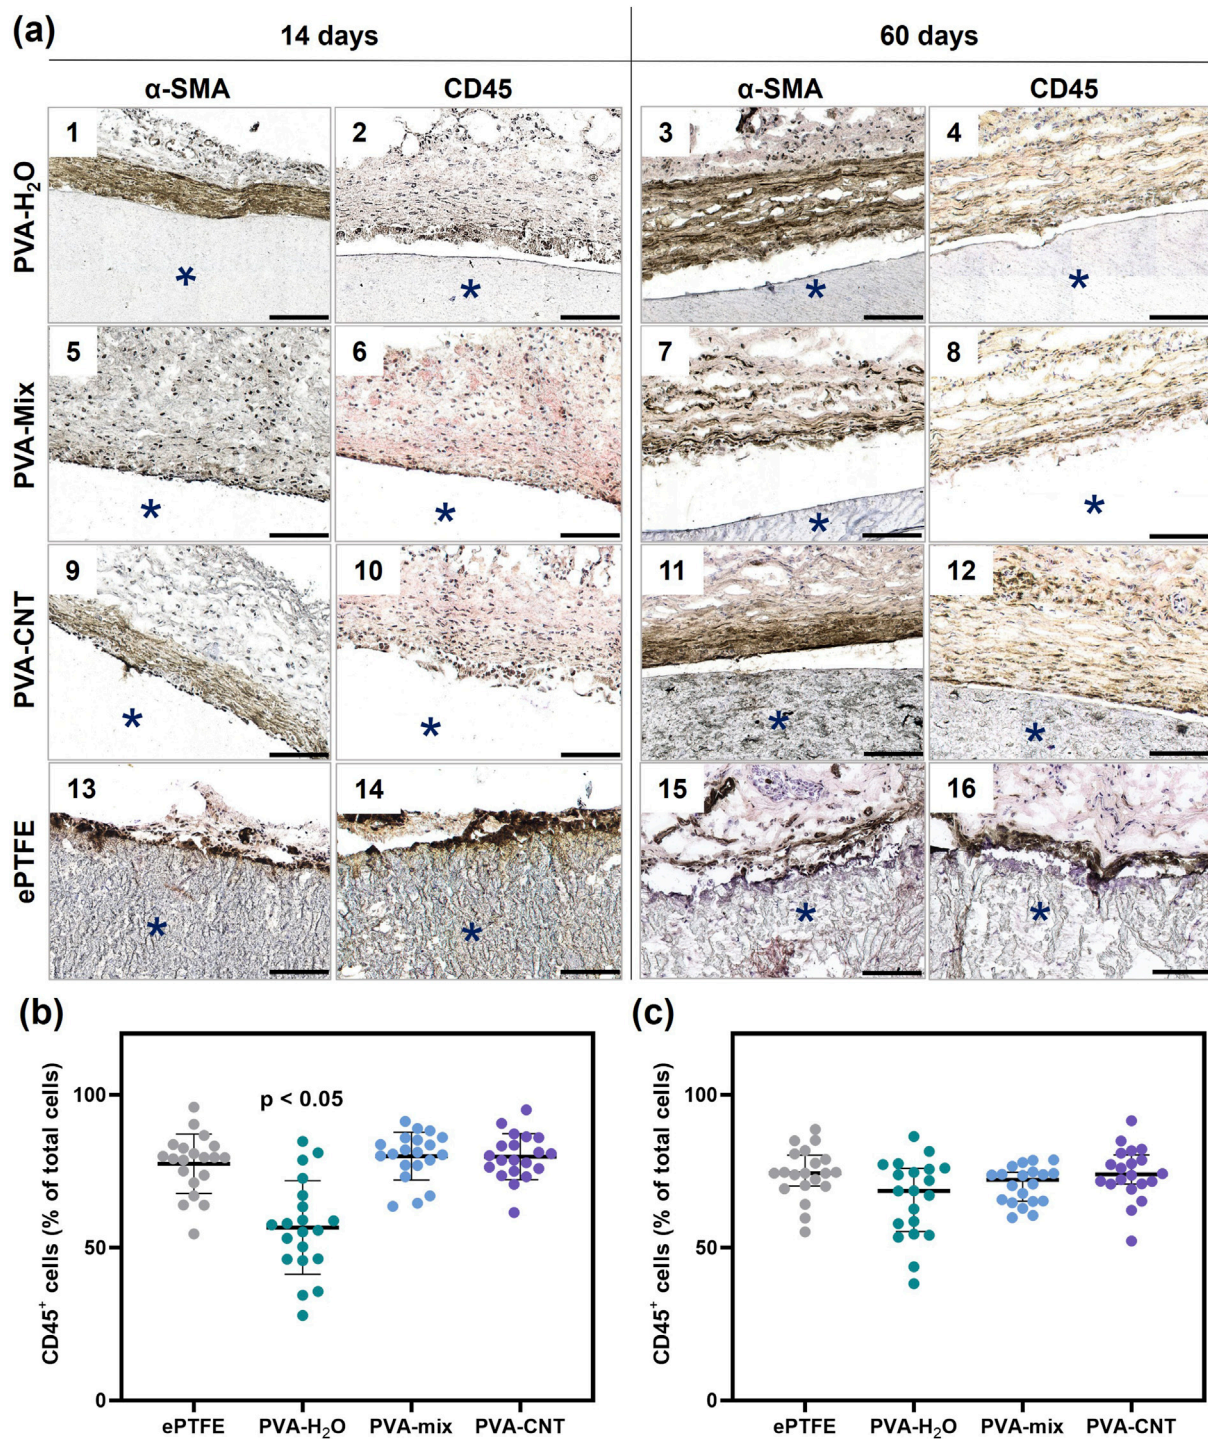 (a)
14 days
60 days
α-SMA
CD45
α-SMA
CD45
PVA-H₂O
1
2
3
4
*
*
*
*
PVA-Mix
5
6
7
8
*
*
*
*
PVA-CNT
9
10
11
12
*
*
*
*
ePTFE
13
14
15
16
*
*
*
*
(b)
CD45⁺ cells (% of total cells)
100
50
0
p < 0.05
ePTFE
PVA-H₂O
PVA-mix
PVA-CNT
(c)
CD45⁺ cells (% of total cells)
100
50
0
ePTFE
PVA-H₂O
PVA-mix
PVA-CNT